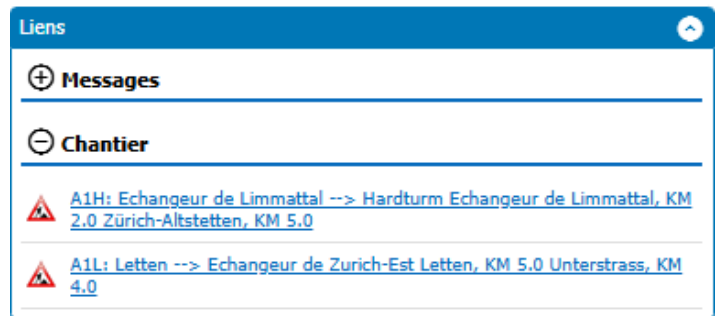 Liens
Messages
Chantier
A1H: Echangeur de Limmattal --> Hardturm Echangeur de Limmattal, KM
2.0 Zürich-Altstetten, KM 5.0
A1L: Letten --> Echangeur de Zurich-Est Letten, KM 5.0 Unterstrass, KM
4.0